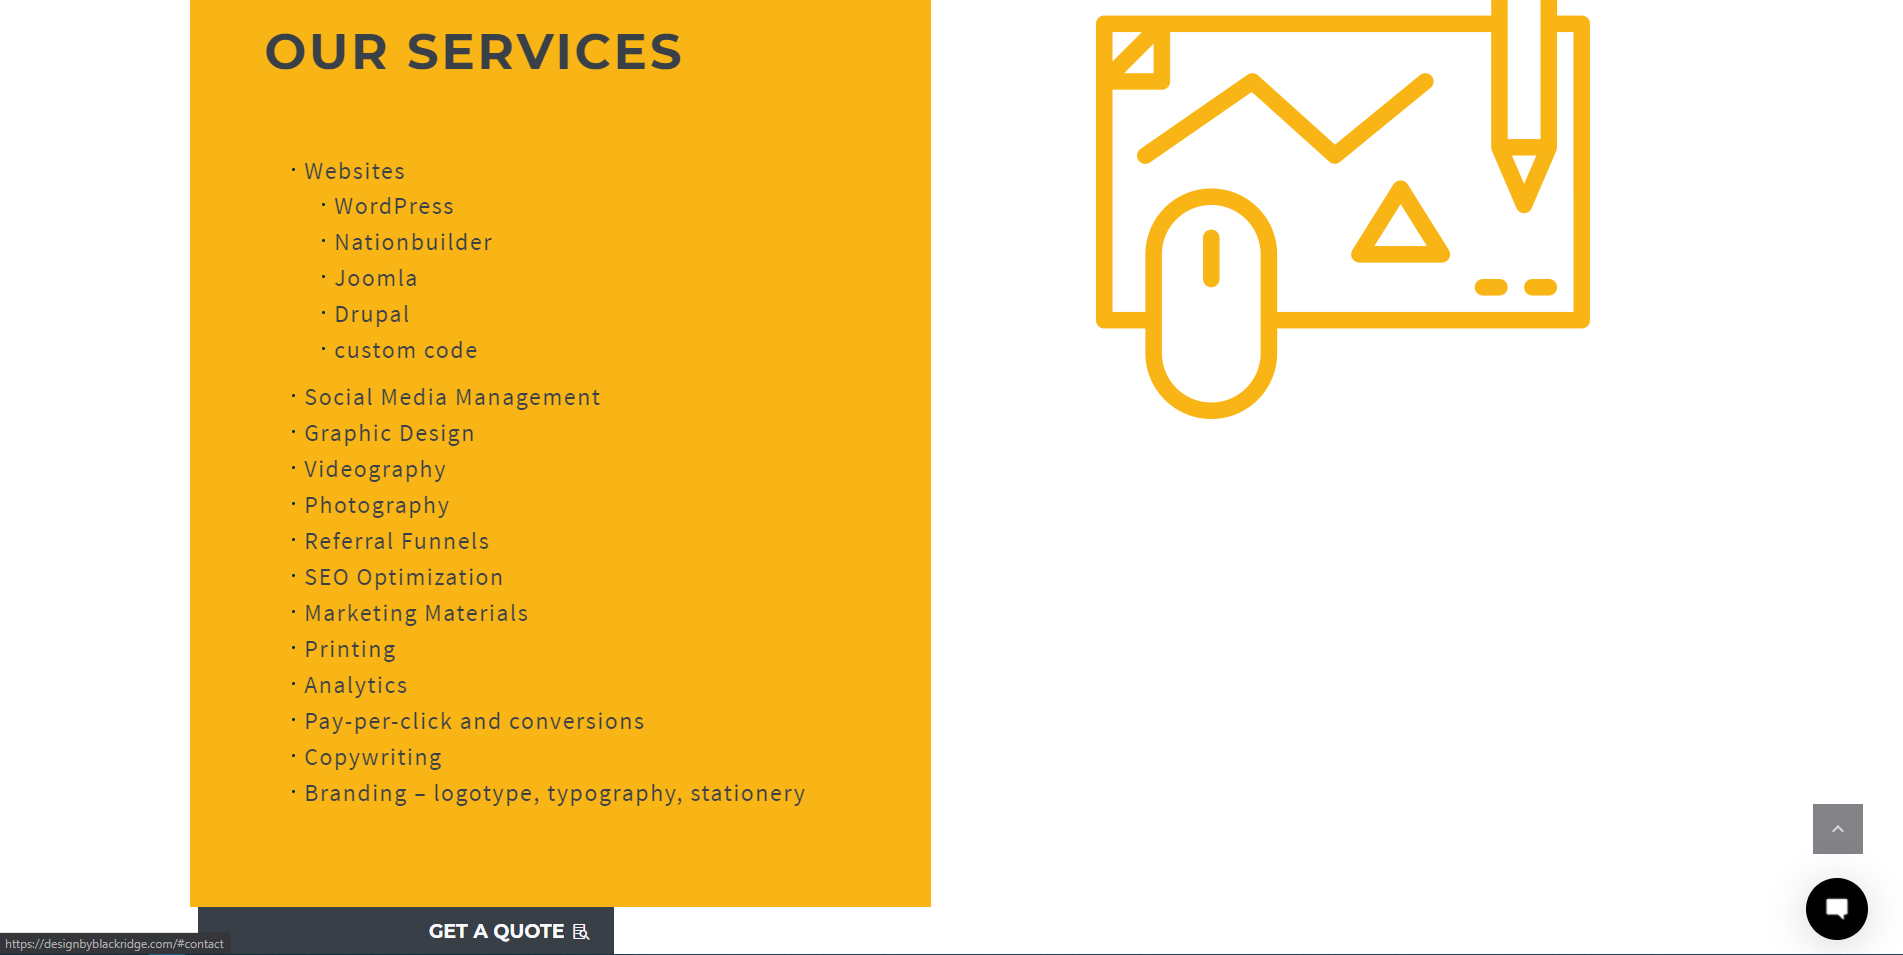 OUR SERVICES
· Websites
· WordPress
· Nationbuilder
· Joomla
· Drupal
· custom code
· Social Media Management
· Graphic Design
· Videography
· Photography
· Referral Funnels
· SEO Optimization
· Marketing Materials
· Printing
· Analytics
· Pay-per-click and conversions
· Copywriting
· Branding – logotype, typography, stationery
GET A QUOTE
https://designbyblackridge.com/#contact